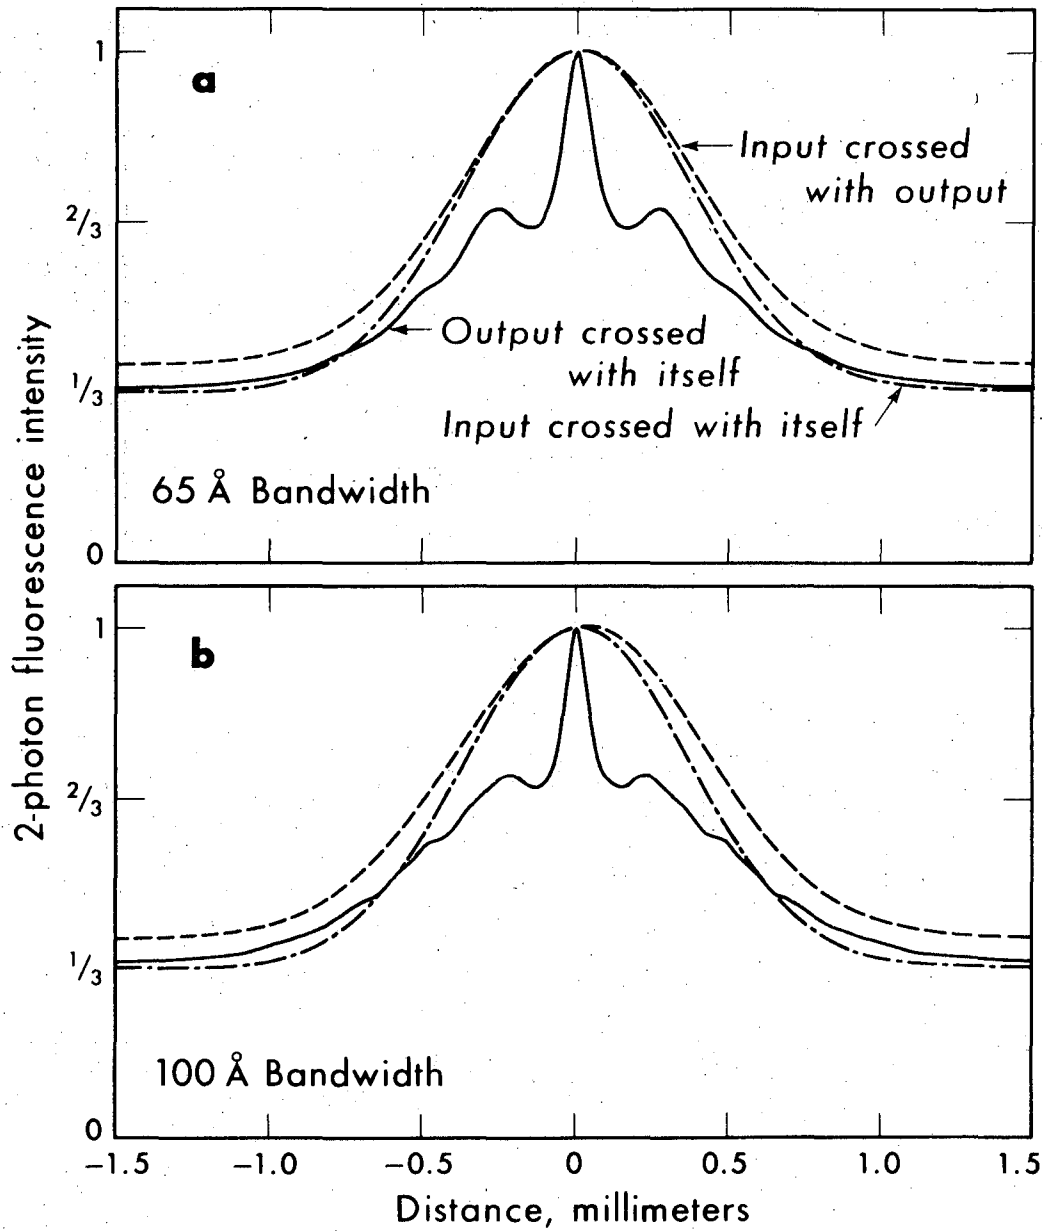 a
1
2/3
1/3
0
Input crossed
with output
Output crossed
with itself
Input crossed with itself
65 Å Bandwidth
2-photon fluorescence intensity
b
1
2/3
1/3
0
100 Å Bandwidth
−1.5 −1.0 −0.5 0 0.5 1.0 1.5
Distance, millimeters